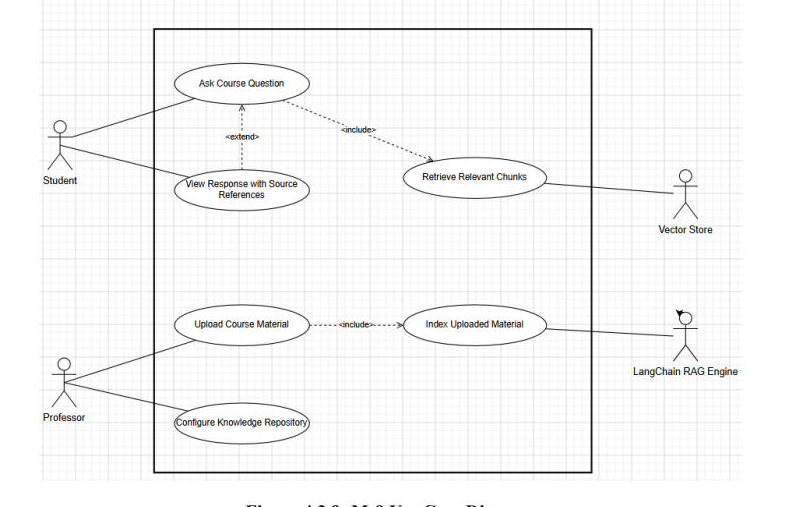 Ask Course Question
<extend>
<include>
Student
View Response with Source
References
Retrieve Relevant Chunks
Vector Store
Upload Course Material
<include>
Index Uploaded Material
LangChain RAG Engine
Professor
Configure Knowledge Repository